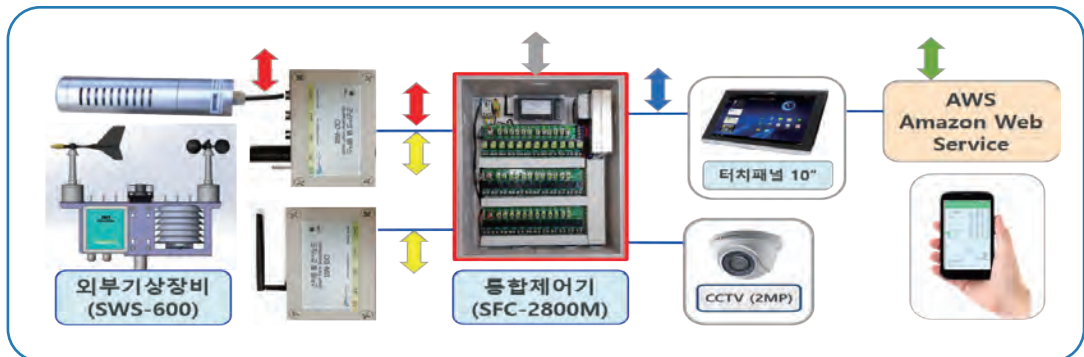 AWS
Amazon Web
Service
터치패널 10”
외부기상장비
(SWS-600)
통합제어기
(SFC-2800M)
CCTV (2MP)